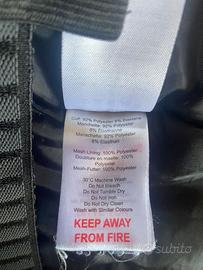 Cuff: 92% Polyester 8% Elastane
Manchette: 92% Polyester
8% Elasthanne
Manschette: 92% Polyester
8% Elasthan
Mesh Lining: 100% Polyester
Doublure en maille: 100%
Polyester
Mesh-Futter: 100% Polyester
30°C Machine Wash
Do Not Bleach
Do Not Tumble Dry
Do Not Iron
Do Not Dry Clean
Wash with Similar Colours
KEEP AWAY
FROM FIRE
subito